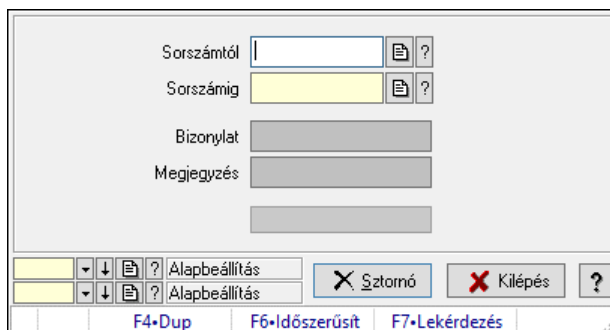 Sorszámtól ?
Sorszámig ?
Bizonylat
Megjegyzés
? Alapbeállítás
? Alapbeállítás
Sztornó Kilépés ?
F4•Dup F6•Időszerűsít F7•Lekérdezés